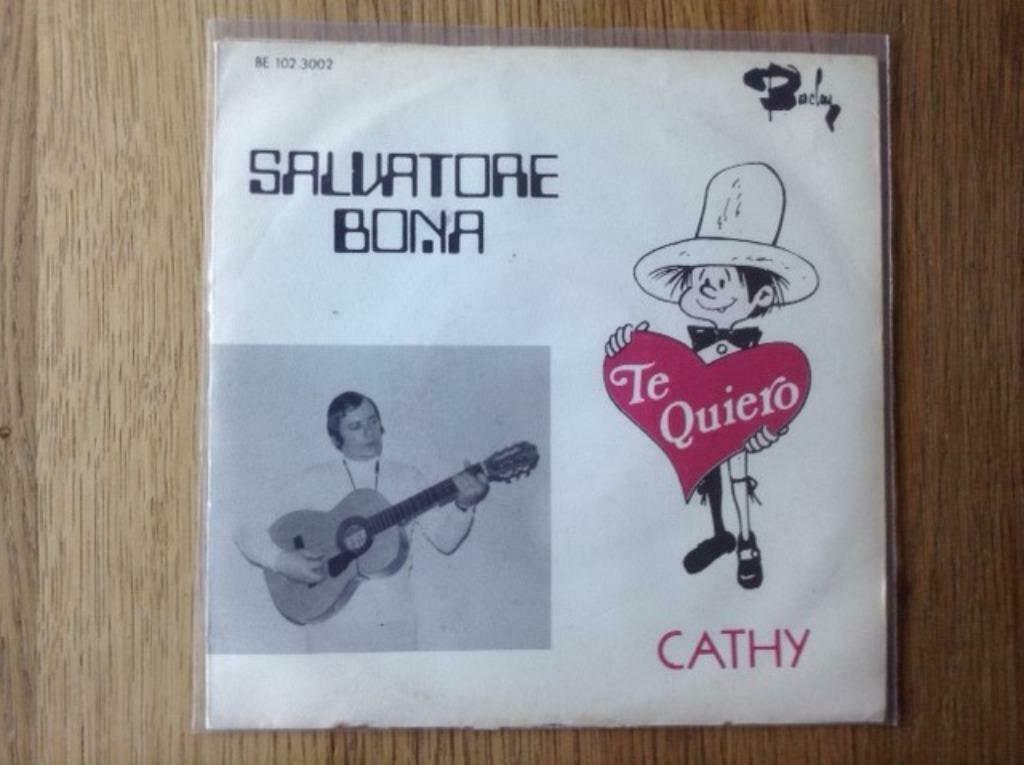 BE 102 3002
Barclay
SALVATORE
BONA
Te
Quiero
CATHY